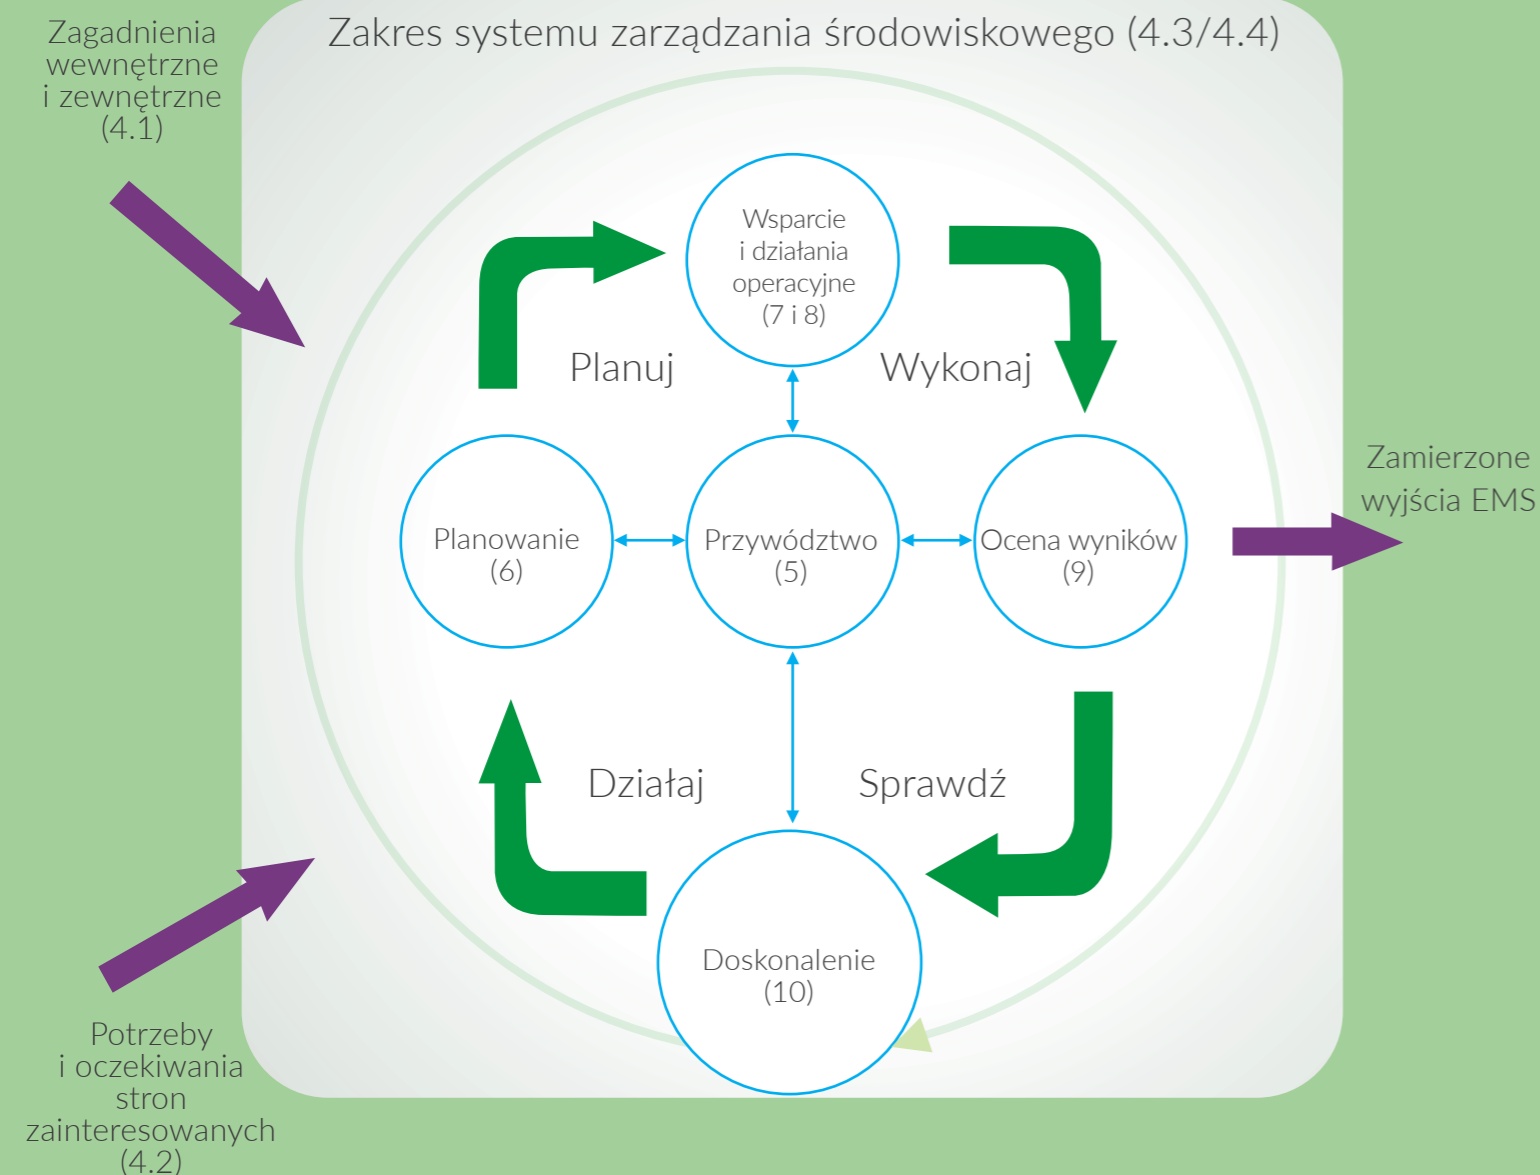 Zakres systemu zarządzania środowiskowego (4.3/4.4)
Zagadnienia
wewnętrzne
i zewnętrzne
(4.1)
Wsparcie
i działania
operacyjne
(7 i 8)
Planuj
Wykonaj
Planowanie
(6)
Przywództwo
(5)
Ocena wyników
(9)
Zamierzone
wyjścia EMS
Działaj
Sprawdź
Doskonalenie
(10)
Potrzeby
i oczekiwania
stron
zainteresowanych
(4.2)